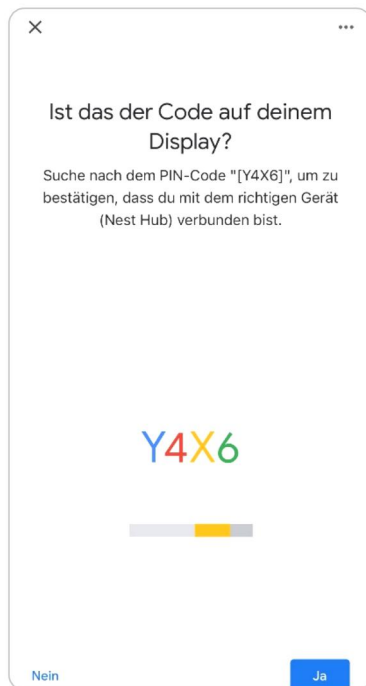 Ist das der Code auf deinem
Display?
Suche nach dem PIN-Code "[Y4X6]", um zu
bestätigen, dass du mit dem richtigen Gerät
(Nest Hub) verbunden bist.
Y4X6
Nein
Ja